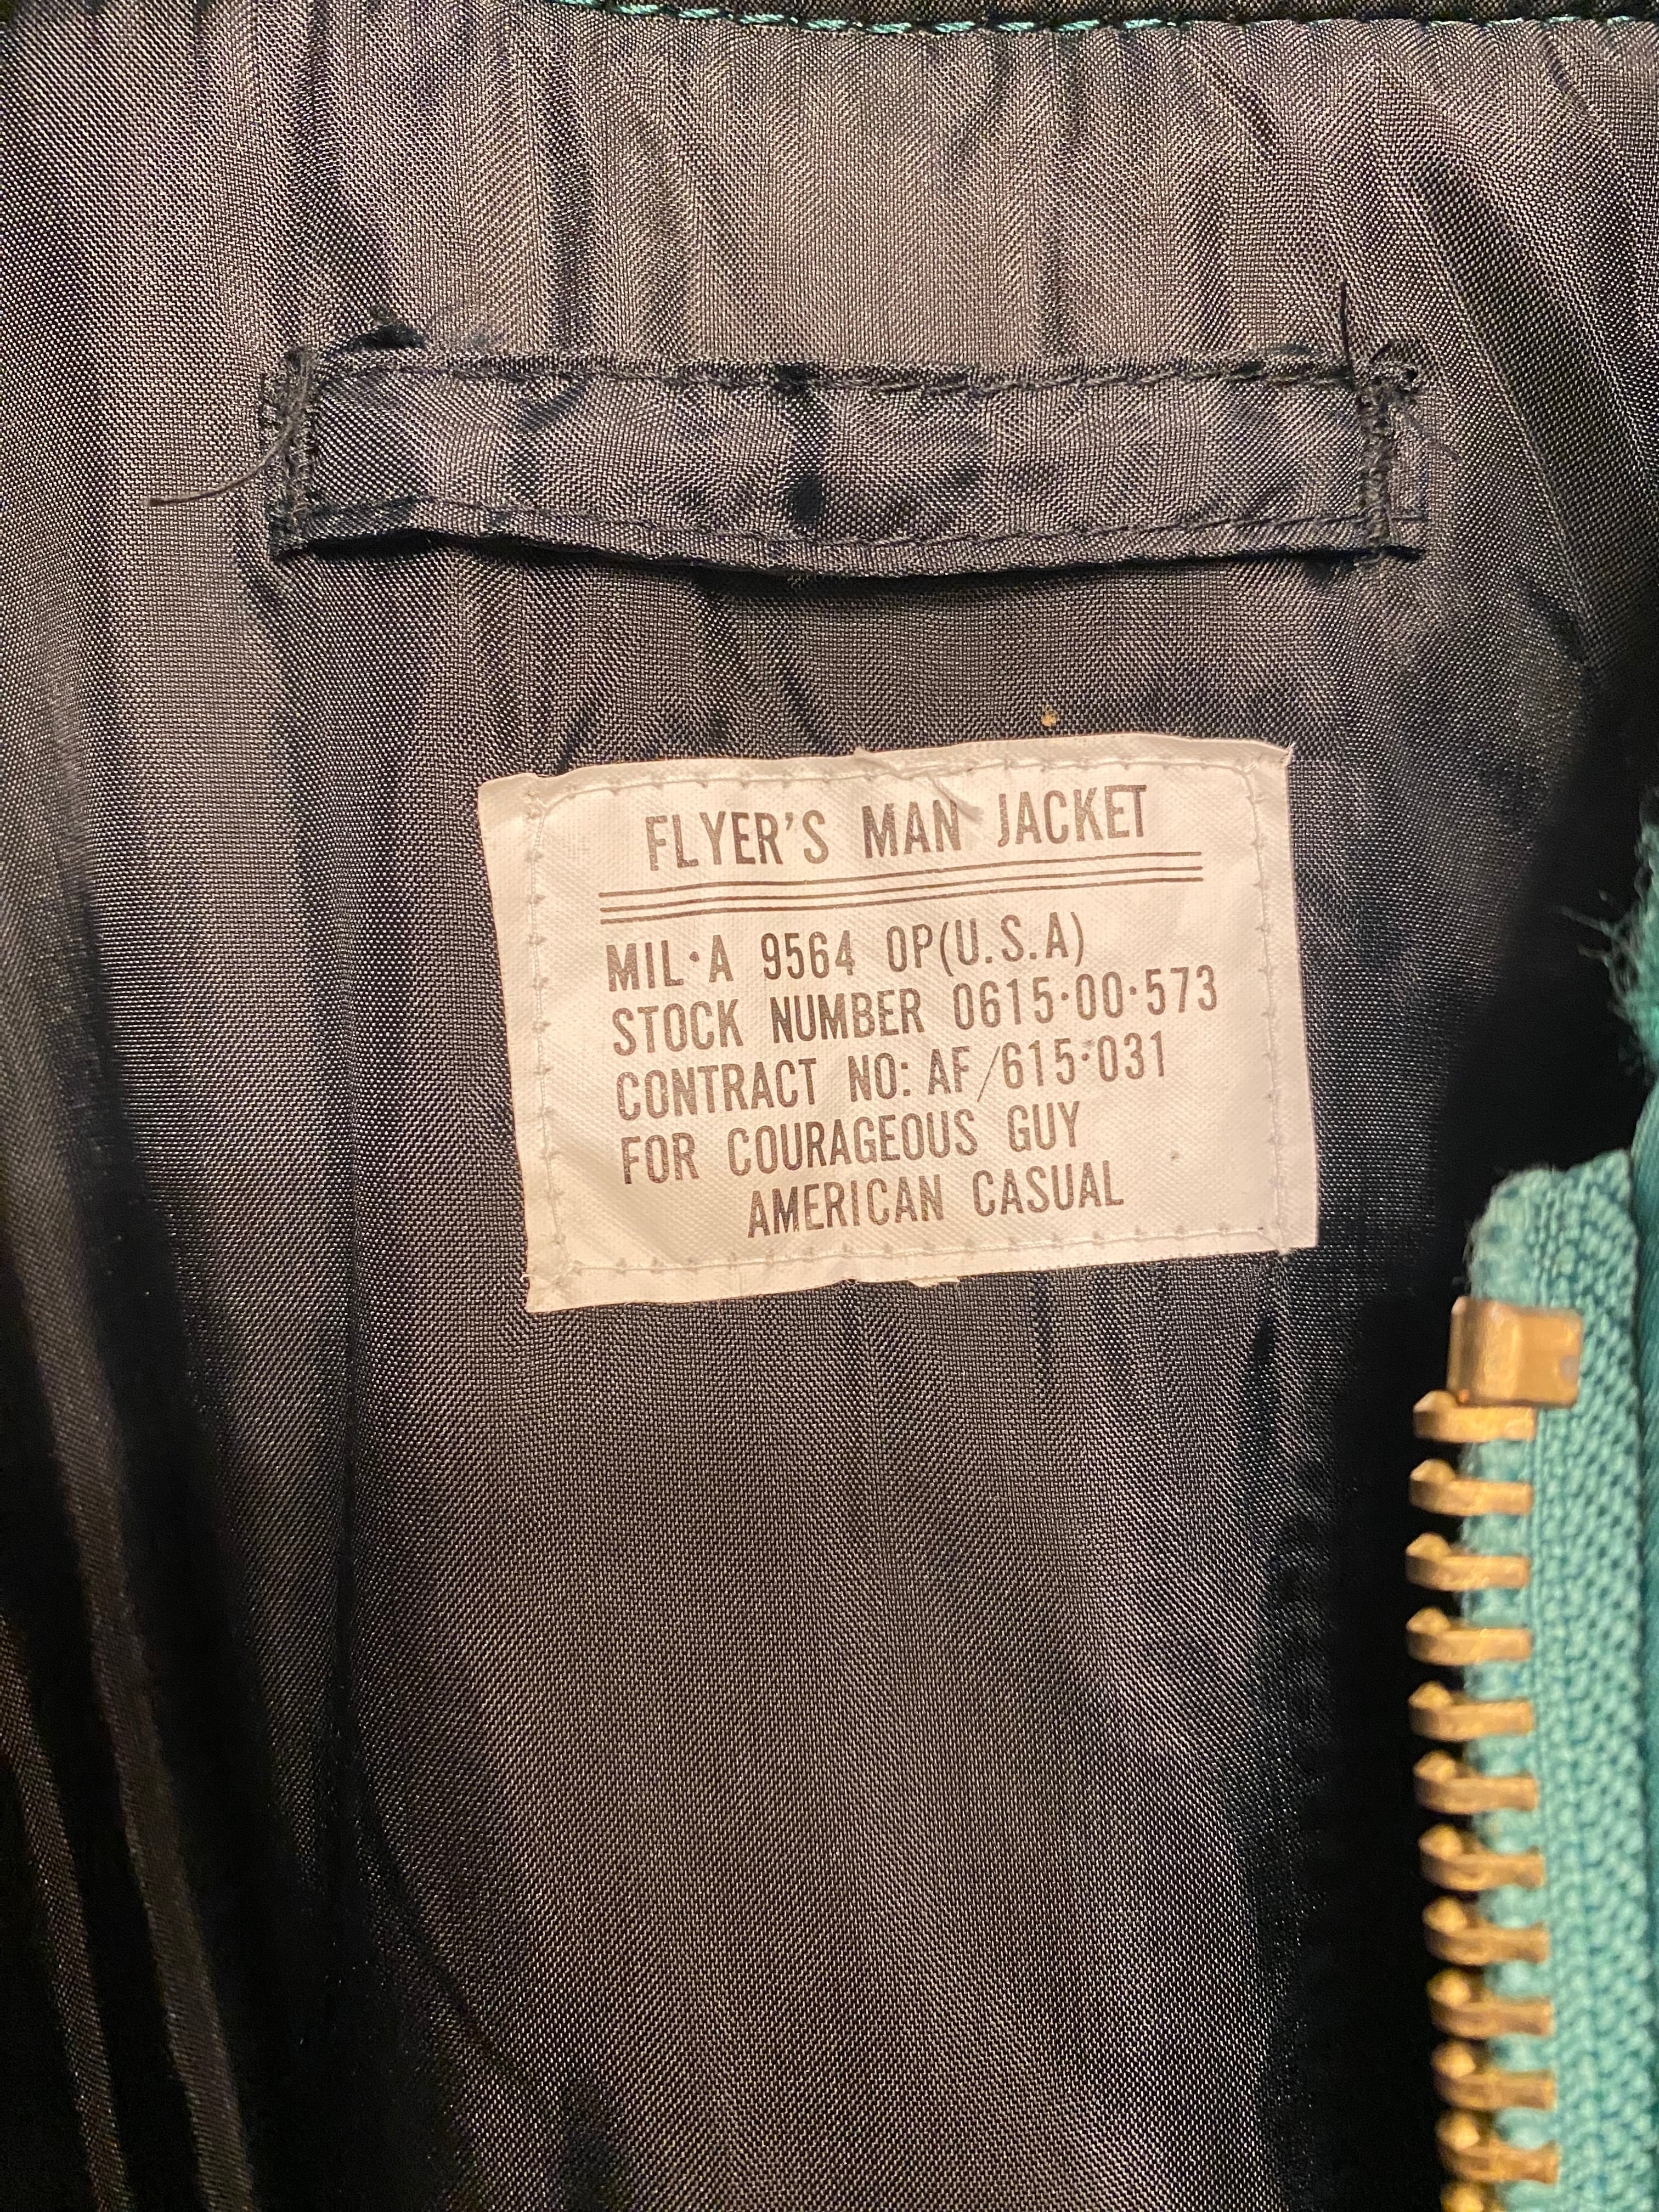 FLYER'S MAN JACKET
MIL·A 9564 OP(U.S.A)
STOCK NUMBER 0615·00·573
CONTRACT NO: AF/615·031
FOR COURAGEOUS GUY
AMERICAN CASUAL